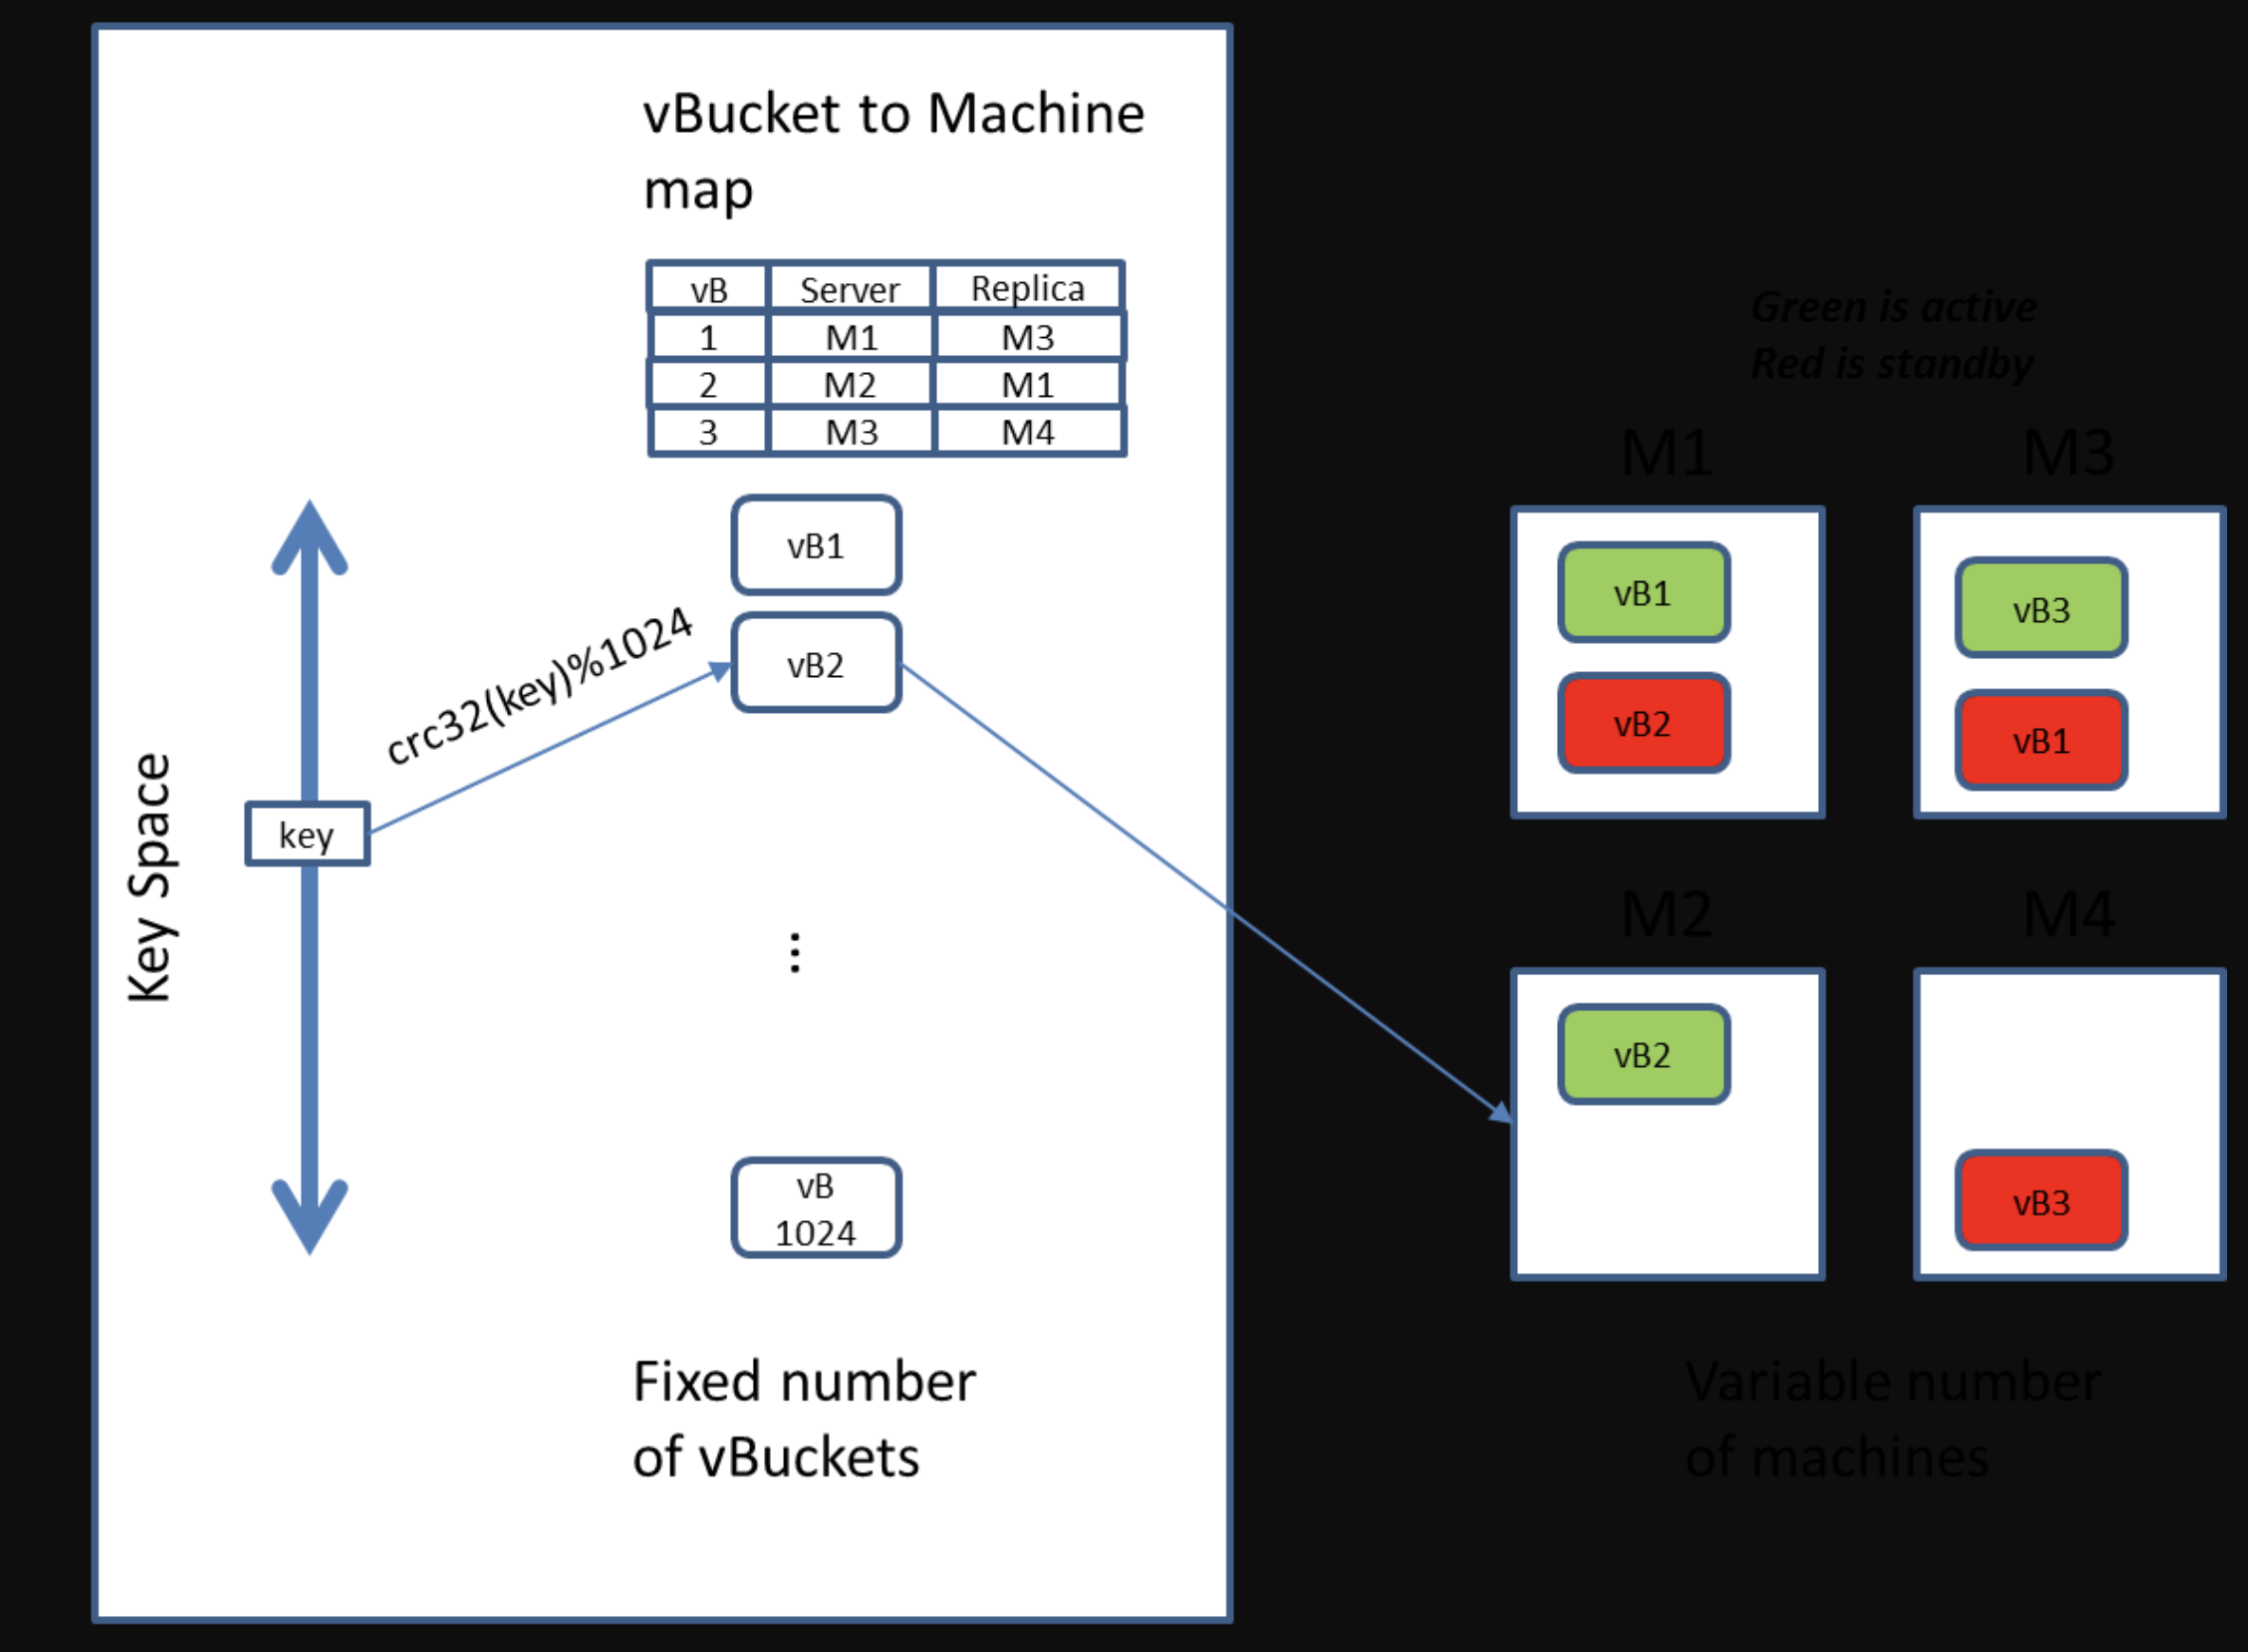 vBucket to Machine
map
vB Server Replica
1 M1 M3
2 M2 M1
3 M3 M4
vB1
crc32(key)%1024
vB2
Key Space
key
⋮
vB
1024
Fixed number
of vBuckets
Green is active
Red is standby
M1 M3
vB1
vB3
vB2
vB1
M2 M4
vB2
vB3
Variable number
of machines